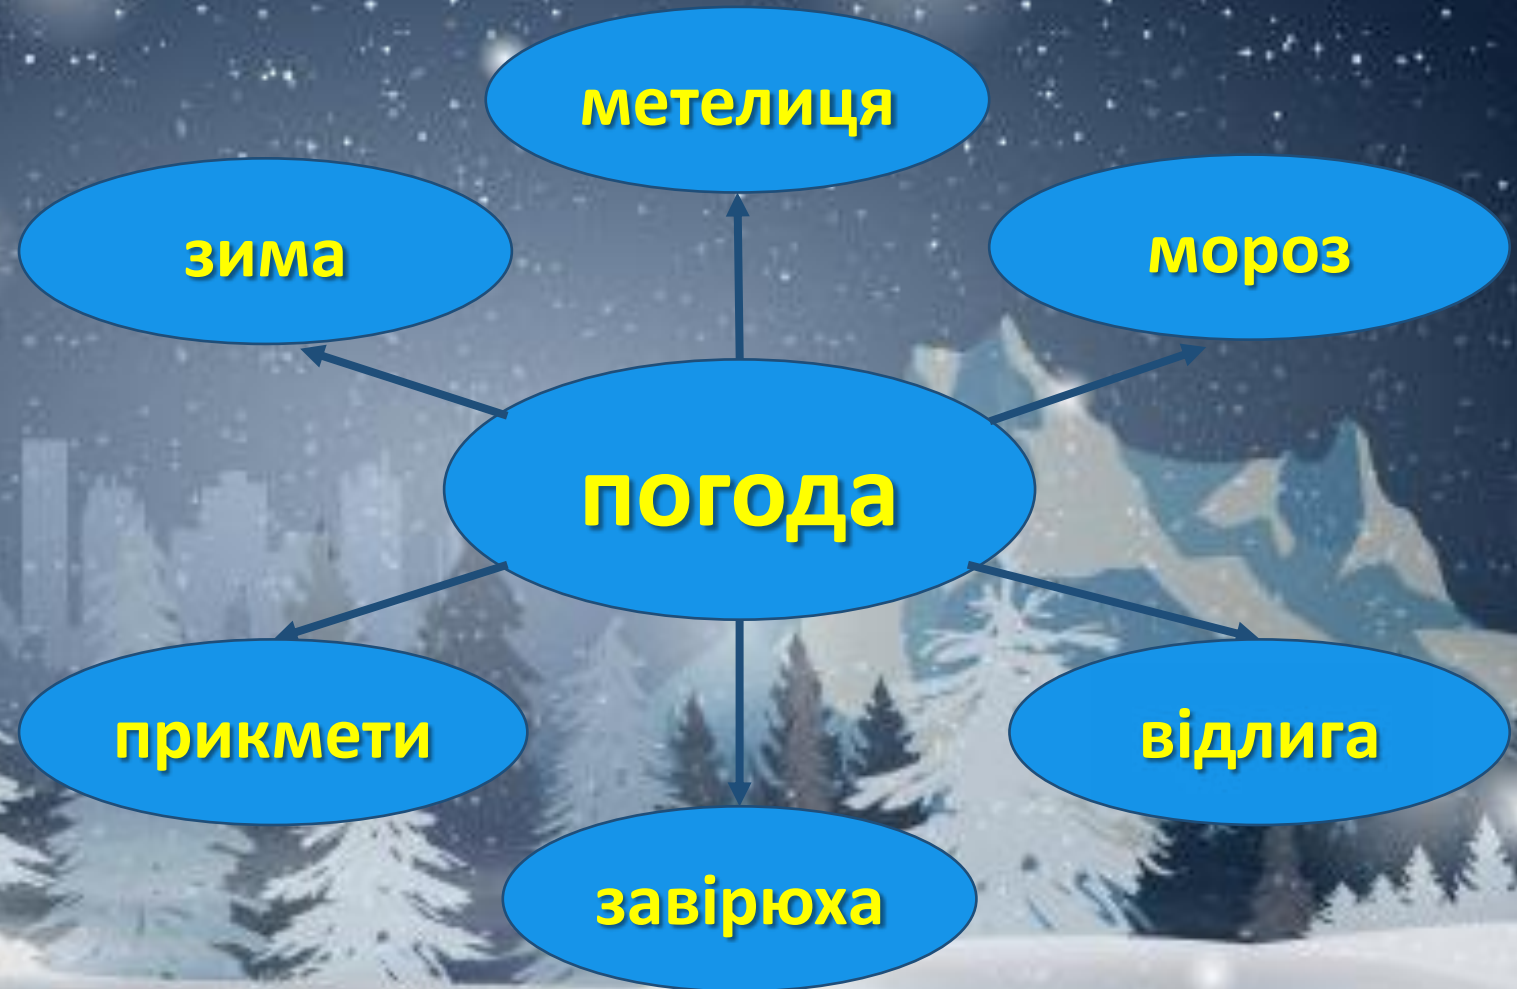 метелиця
зима
мороз
погода
прикмети
відлига
завірюха